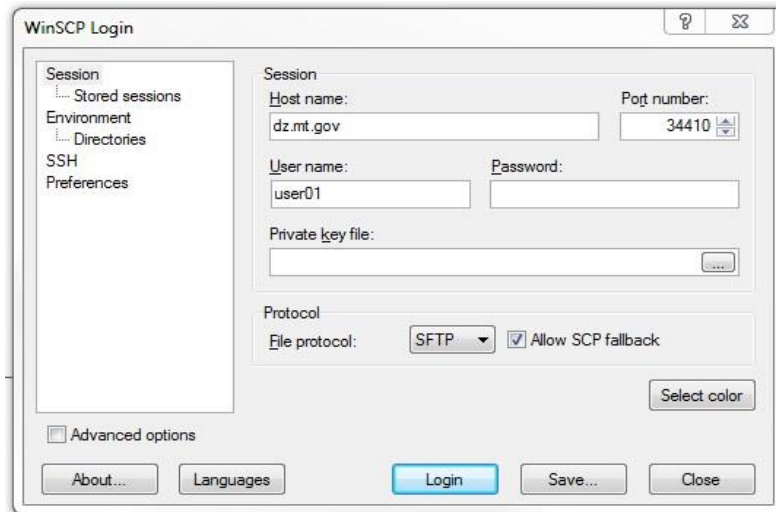 WinSCP Login
Session
Stored sessions
Environment
Directories
SSH
Preferences
Session
Host name: Port number:
dz.mt.gov 34410
User name: Password:
user01
Private key file:
...
Protocol
File protocol: SFTP Allow SCP fallback
Select color
Advanced options
About... Languages Login Save... Close